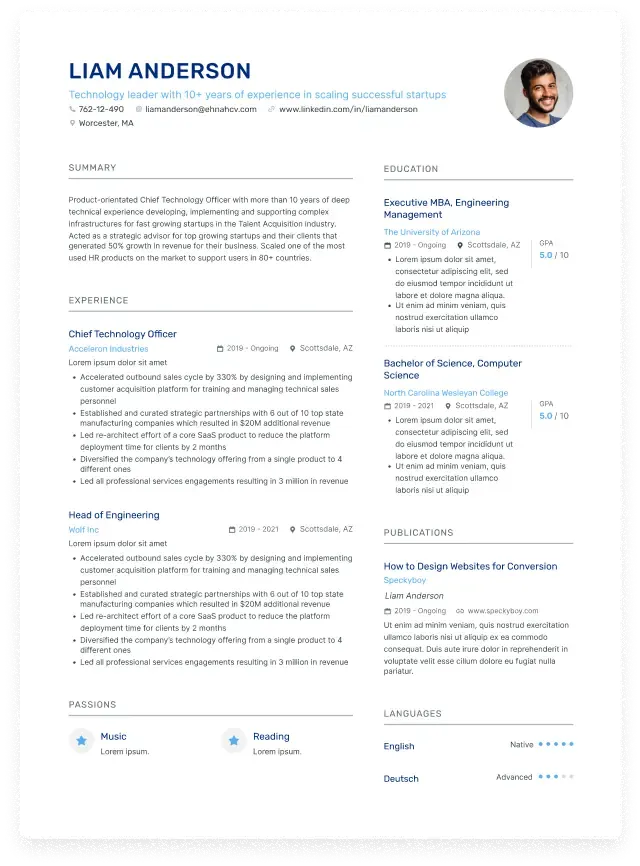 LIAM ANDERSON
Technology leader with 10+ years of experience in scaling successful startups
762-12-490 liamanderson@ehnahcv.com www.linkedin.com/in/liamanderson
Worcester, MA
SUMMARY
Product-orientated Chief Technology Officer with more than 10 years of deep
technical experience developing, implementing and supporting complex
infrastructures for fast growing startups in the Talent Acquisition industry.
Acted as a strategic advisor for top growing startups and their clients that
generated 50% growth in revenue for their business. Scaled one of the most
used HR products on the market to support users in 80+ countries.
EXPERIENCE
Chief Technology Officer
Acceleron Industries 2019 - Ongoing Scottsdale, AZ
Lorem ipsum dolor sit amet
• Accelerated outbound sales cycle by 330% by designing and implementing
customer acquisition platform for training and managing technical sales
personnel
• Established and curated strategic partnerships with 6 out of 10 top state
manufacturing companies which resulted in $20M additional revenue
• Led re-architect effort of a core SaaS product to reduce the platform
deployment time for clients by 2 months
• Diversified the company's technology offering from a single product to 4
different ones
• Led all professional services engagements resulting in 3 million in revenue
Head of Engineering
Wolf Inc 2019 - 2021 Scottsdale, AZ
Lorem ipsum dolor sit amet
• Accelerated outbound sales cycle by 330% by designing and implementing
customer acquisition platform for training and managing technical sales
personnel
• Established and curated strategic partnerships with 6 out of 10 top state
manufacturing companies which resulted in $20M additional revenue
• Led re-architect effort of a core SaaS product to reduce the platform
deployment time for clients by 2 months
• Diversified the company's technology offering from a single product to 4
different ones
• Led all professional services engagements resulting in 3 million in revenue
PASSIONS
Music
Lorem ipsum.
Reading
Lorem ipsum.
EDUCATION
Executive MBA, Engineering
Management
The University of Arizona
2019 - Ongoing Scottsdale, AZ
• Lorem ipsum dolor sit amet,
consectetur adipiscing elit, sed
do eiusmod tempor incididunt ut
labore et dolore magna aliqua.
• Ut enim ad minim veniam, quis
nostrud exercitation ullamco
laboris nisi ut aliquip
GPA
5.0 / 10
Bachelor of Science, Computer
Science
North Carolina Wesleyan College
2019 - 2021 Scottsdale, AZ
• Lorem ipsum dolor sit amet,
consectetur adipiscing elit, sed
do eiusmod tempor incididunt ut
labore et dolore magna aliqua.
• Ut enim ad minim veniam, quis
nostrud exercitation ullamco
laboris nisi ut aliquip
GPA
5.0 / 10
PUBLICATIONS
How to Design Websites for Conversion
Speckyboy
Liam Anderson
2019 - Ongoing www.speckyboy.com
Ut enim ad minim veniam, quis nostrud exercitation
ullamco laboris nisi ut aliquip ex ea commodo
consequat. Duis aute irure dolor in reprehenderit in
voluptate velit esse cillum dolore eu fugiat nulla
pariatur.
LANGUAGES
English Native
Deutsch Advanced